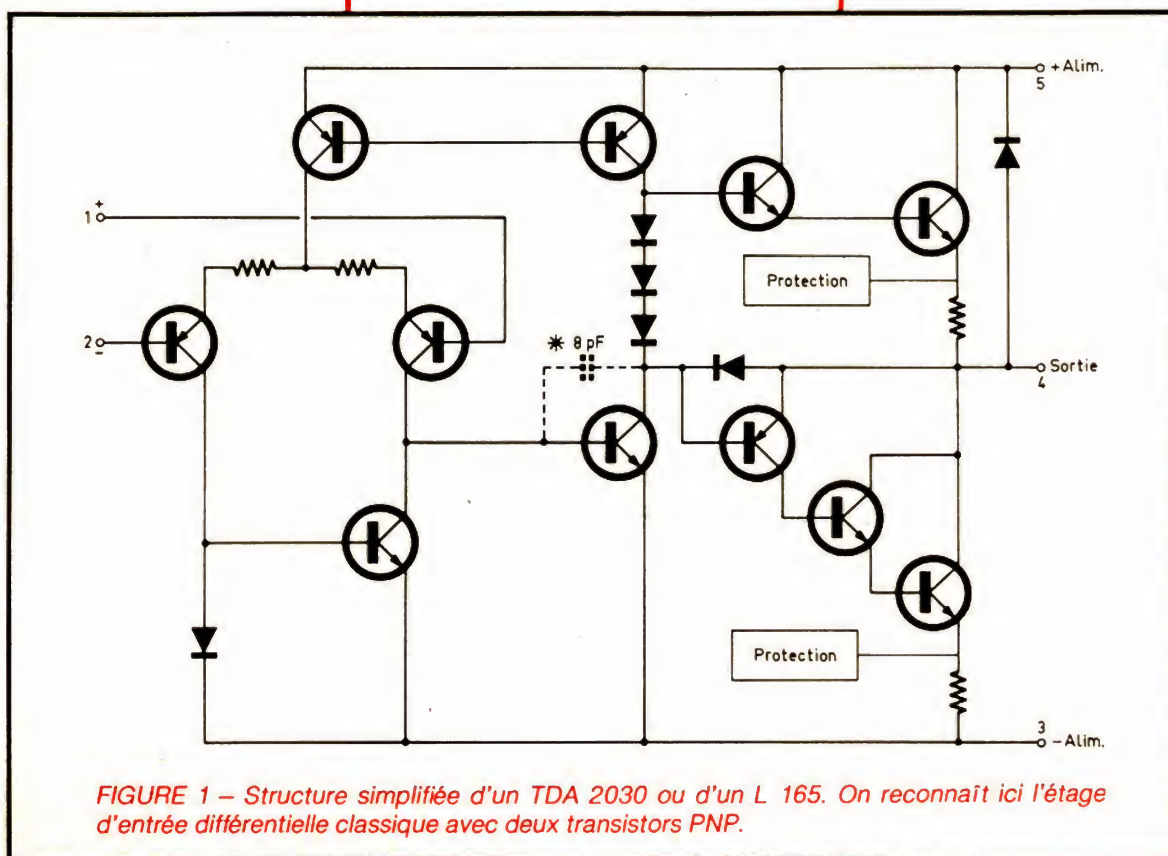 + Alim.
5
+
1
Protection
2
-
✳ 8 pF
Sortie
4
Protection
3
- Alim.
FIGURE 1 – Structure simplifiée d'un TDA 2030 ou d'un L 165. On reconnaît ici l'étage
d'entrée différentielle classique avec deux transistors PNP.